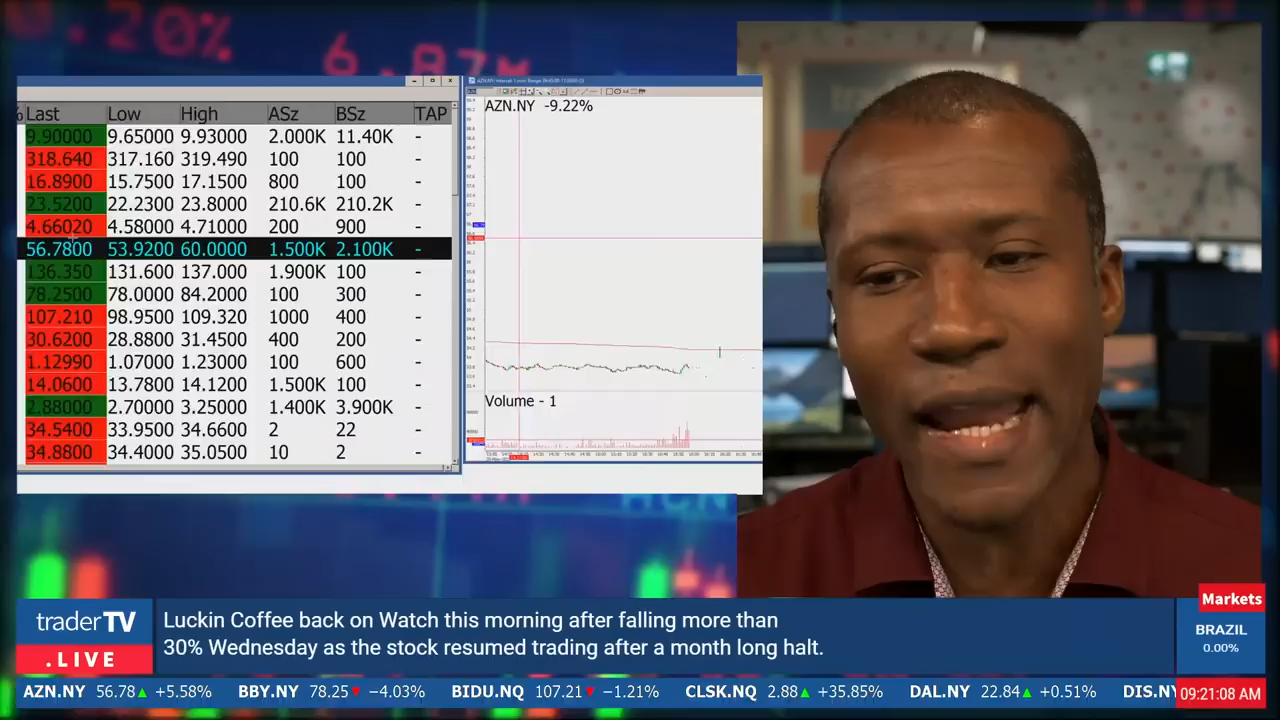 0.20%
6.87M
% Last Low High ASz BSz TAP
9.90000 9.65000 9.93000 2.000K 11.40K -
318.640 317.160 319.490 100 100 -
16.8900 15.7500 17.1500 800 100 -
23.5200 22.2300 23.8000 210.6K 210.2K -
4.66020 4.58000 4.71000 200 900 -
56.7800 53.9200 60.0000 1.500K 2.100K -
136.350 131.600 137.000 1.900K 100 -
78.2500 78.0000 84.2000 100 300 -
107.210 98.9500 109.320 1000 400 -
30.6200 28.8800 31.4500 400 200 -
1.12990 1.07000 1.23000 100 600 -
14.0600 13.7800 14.1200 1.500K 100 -
2.88000 2.70000 3.25000 1.400K 3.900K -
34.5400 33.9500 34.6600 2 22
34.8800 34.4000 35.0500 10 2
AZN.NY -9.22%
Volume - 1
traderTV
.LIVE
Luckin Coffee back on Watch this morning after falling more than
30% Wednesday as the stock resumed trading after a month long halt.
Markets
BRAZIL
0.00%
AZN.NY 56.78 ▲ +5.58% BBY.NY 78.25 ▼ −4.03% BIDU.NQ 107.21 ▼ −1.21% CLSK.NQ 2.88 ▲ +35.85% DAL.NY 22.84 ▲ +0.51% DIS.NY
09:21:08 AM